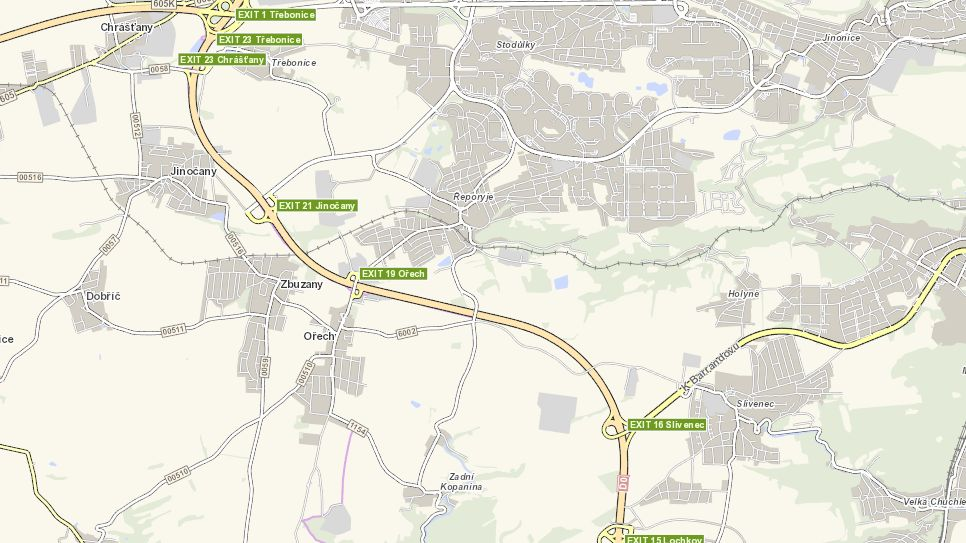 605K
EXIT 1 Třebonice
Chrášťany
EXIT 23 Třebonice
Stodůlky
Jinonice
EXIT 23 Chrášťany
Třebonice
0058
605
00512
Jinočany
00516
Řeporyje
EXIT 21 Jinočany
0057
00516
EXIT 19 Ořech
Zbuzany
Holyně
Dobříč
00511
6002
Ořech
K Barrandovu
0059
00510
Slivenec
EXIT 16 Slivenec
1154
00510
Zadní
Kopanina
D0
Velká Chuchle
EXIT 15 Lochkov